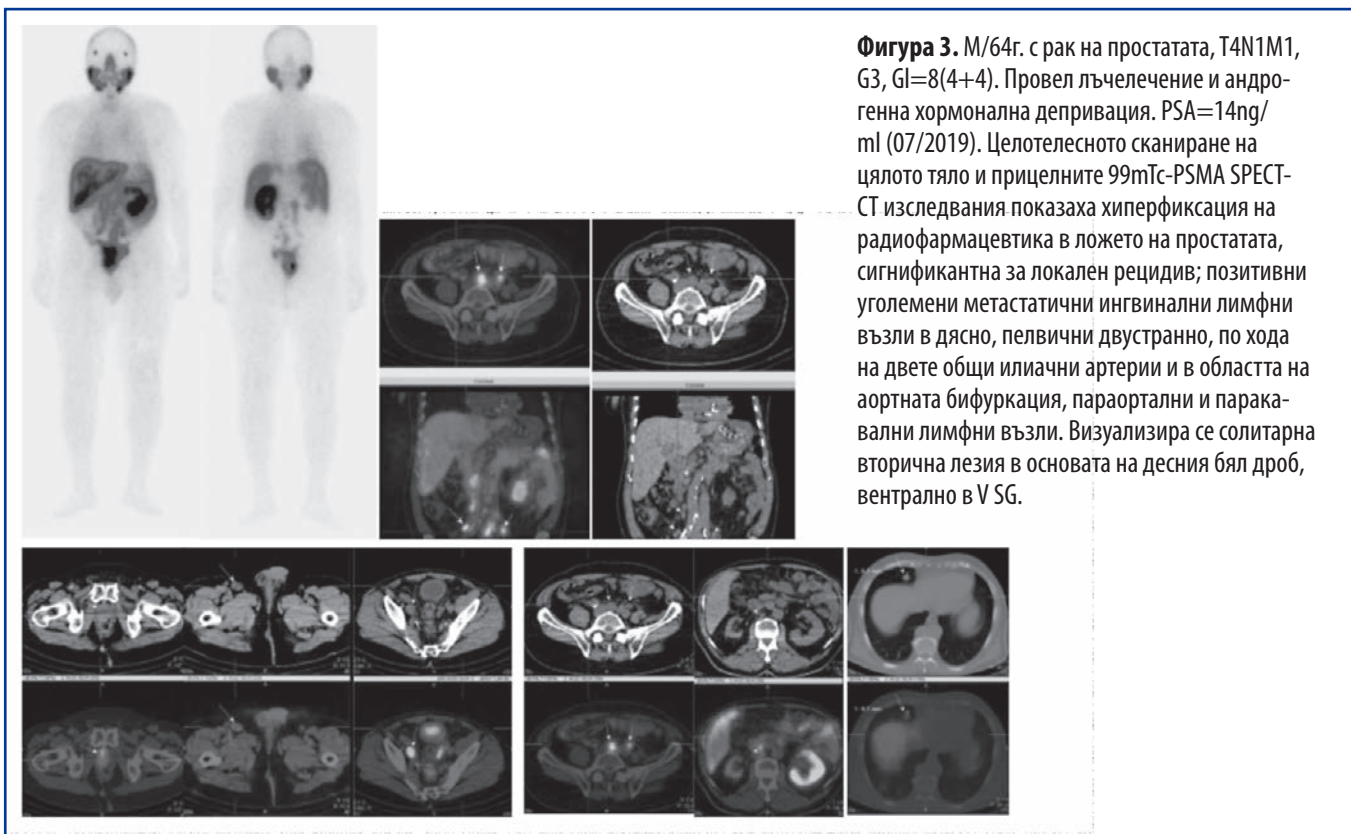 Фигура 3. М/64г. с рак на простатата, T4N1M1,
G3, Gl=8(4+4). Провел лъчелечение и андро-
генна хормонална депривация. PSA=14ng/
ml (07/2019). Целотелесното сканиране на
цялото тяло и прицелните 99mTc-PSMA SPECT-
CT изследвания показаха хиперфиксация на
радиофармацевтика в ложето на простатата,
сигнификантна за локален рецидив; позитивни
уголемени метастатични ингвинални лимфни
възли в дясно, пелвични двустранно, по хода
на двете общи илиачни артерии и в областта на
аортната бифуркация, параортални и парака-
вални лимфни възли. Визуализира се солитарна
вторична лезия в основата на десния бял дроб,
вентрално в V SG.